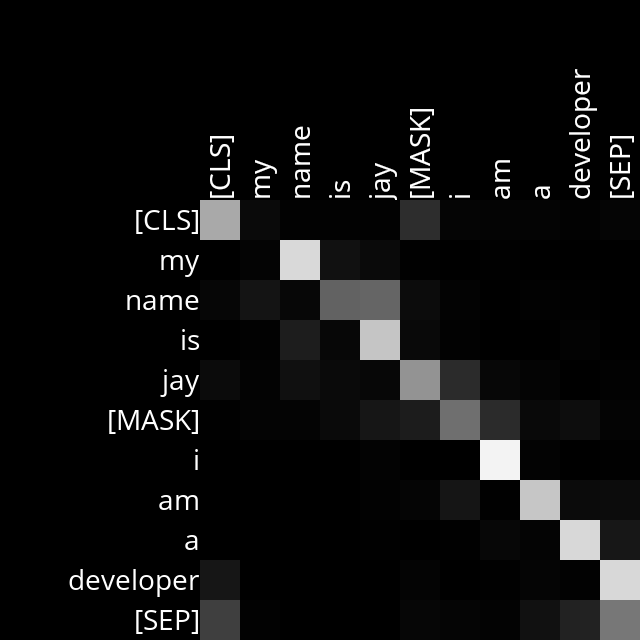 [CLS]
my
name
is
jay
[MASK]
i
am
a
developer
[SEP]
[CLS]
my
name
is
jay
[MASK]
i
am
a
developer
[SEP]